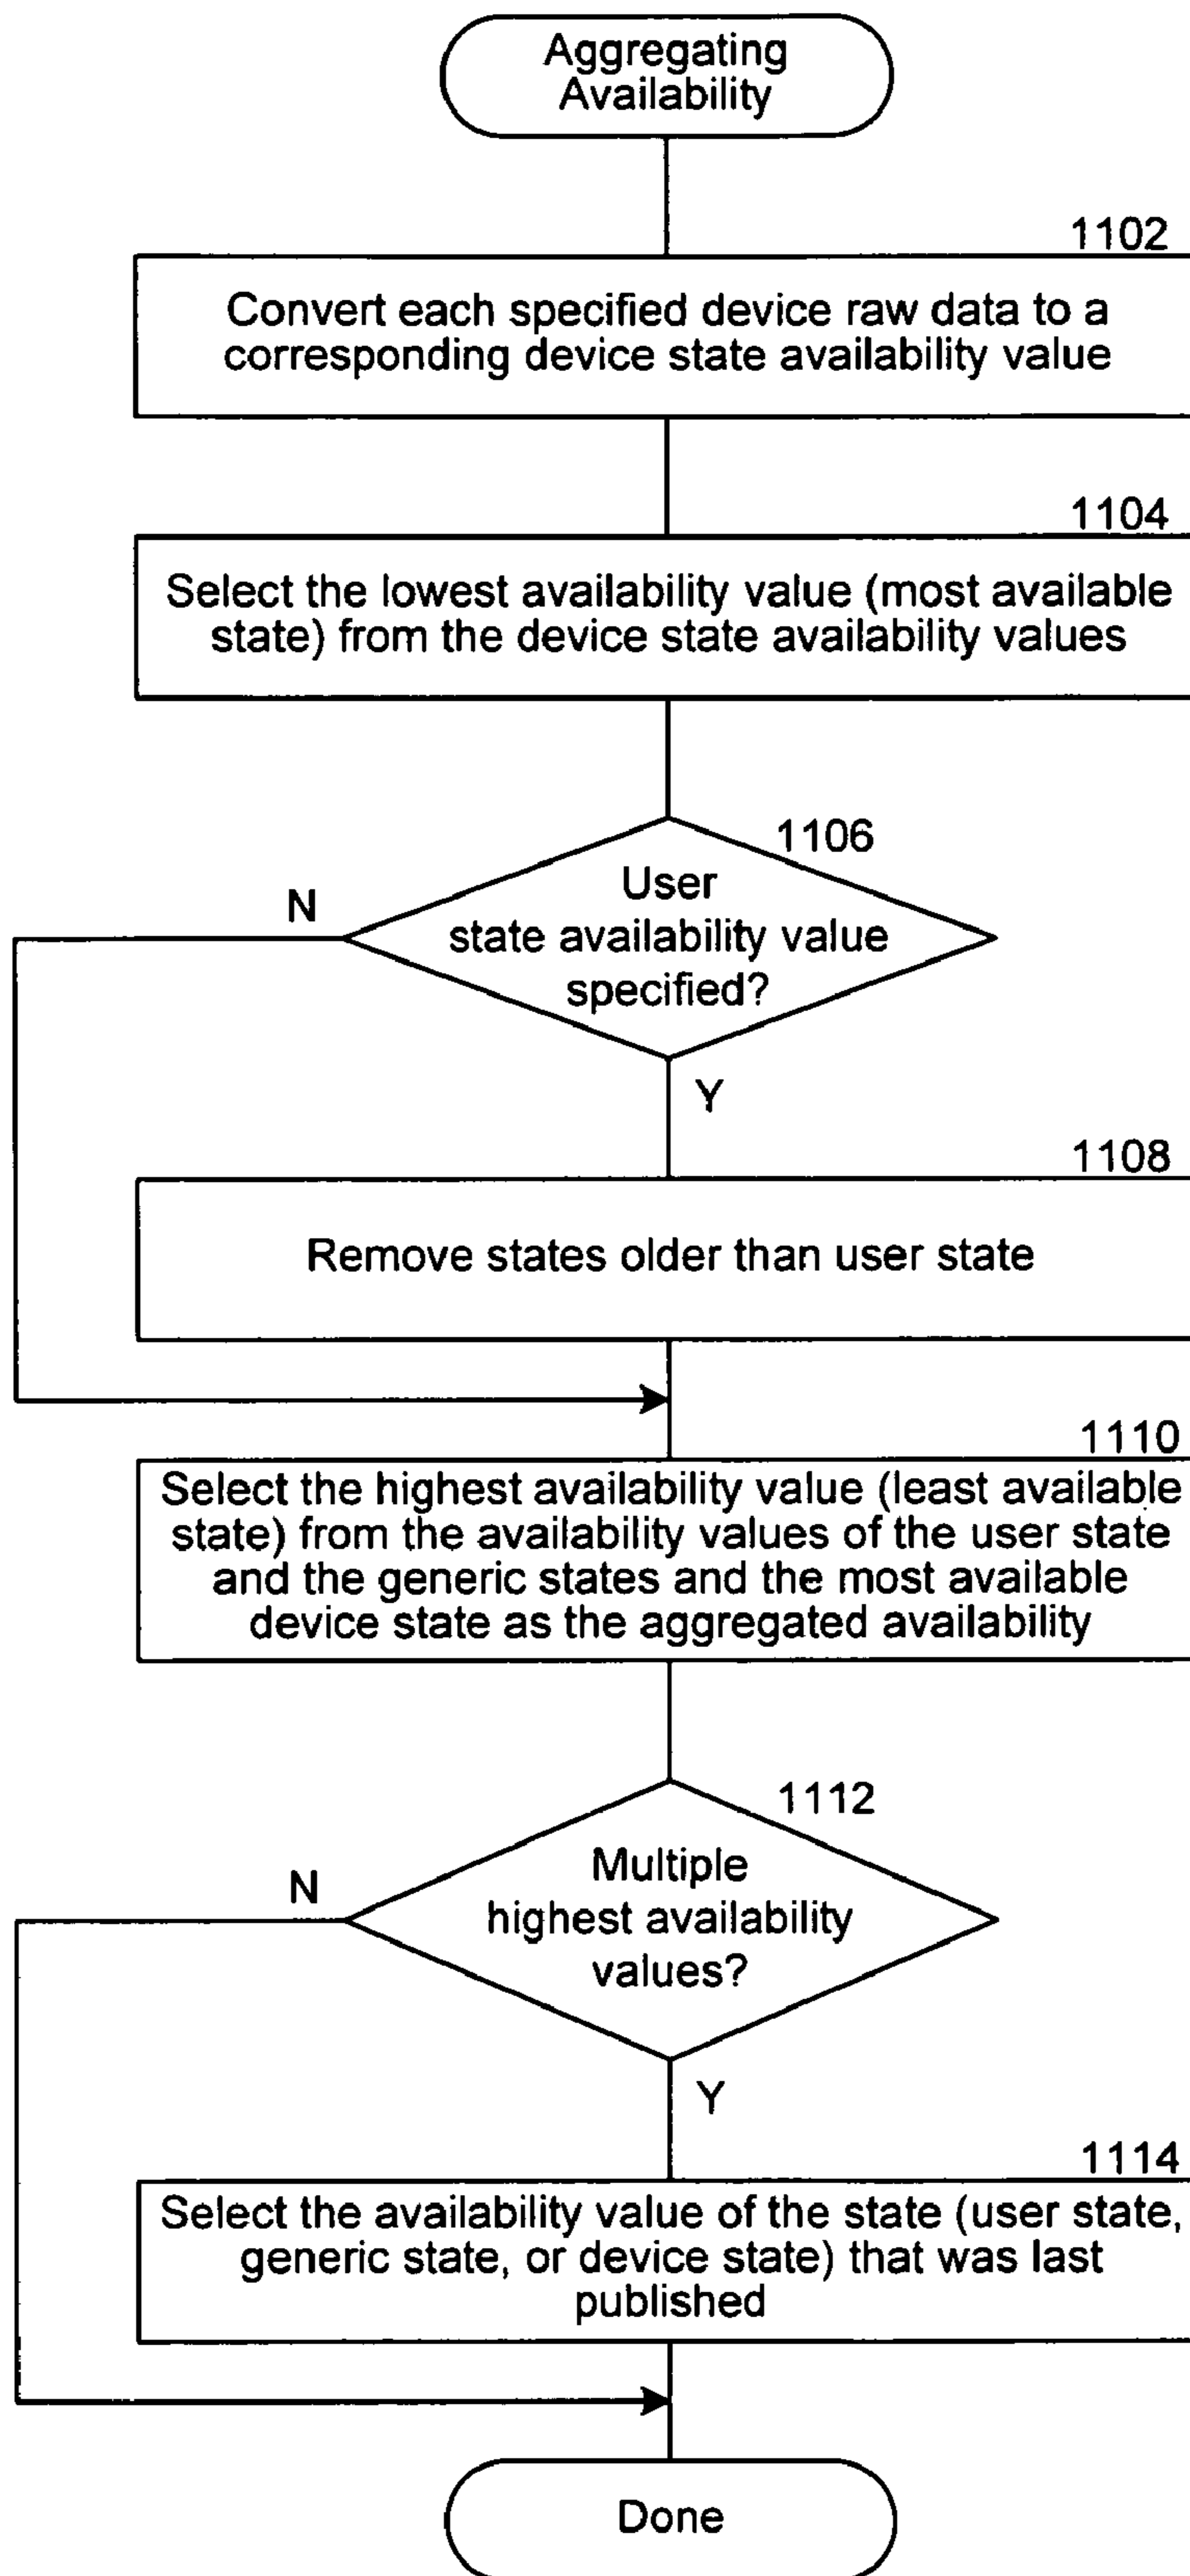 Aggregating
Availability
1102
Convert each specified device raw data to a
corresponding device state availability value
1104
Select the lowest availability value (most available
state) from the device state availability values
1106
User
state availability value
specified?
N
Y
1108
Remove states older than user state
1110
Select the highest availability value (least available
state) from the availability values of the user state
and the generic states and the most available
device state as the aggregated availability
1112
Multiple
highest availability
values?
N
Y
1114
Select the availability value of the state (user state,
generic state, or device state) that was last
published
Done